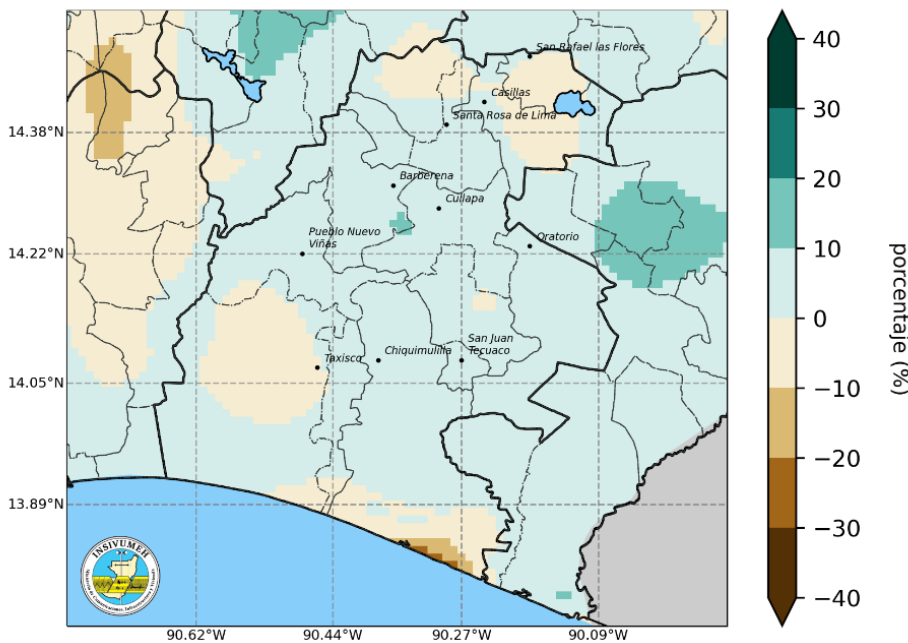 San Rafael las Flores
Casillas
Santa Rosa de Lima
Barberena
Cuilapa
Pueblo Nuevo
Viñas
Oratorio
San Juan
Tecuaco
Chiquimulilla
Taxisco
14.38°N
14.22°N
14.05°N
13.89°N
90.62°W
90.44°W
90.27°W
90.09°W
40
30
20
10
0
−10
−20
−30
−40
porcentaje (%)
INSIVUMEH